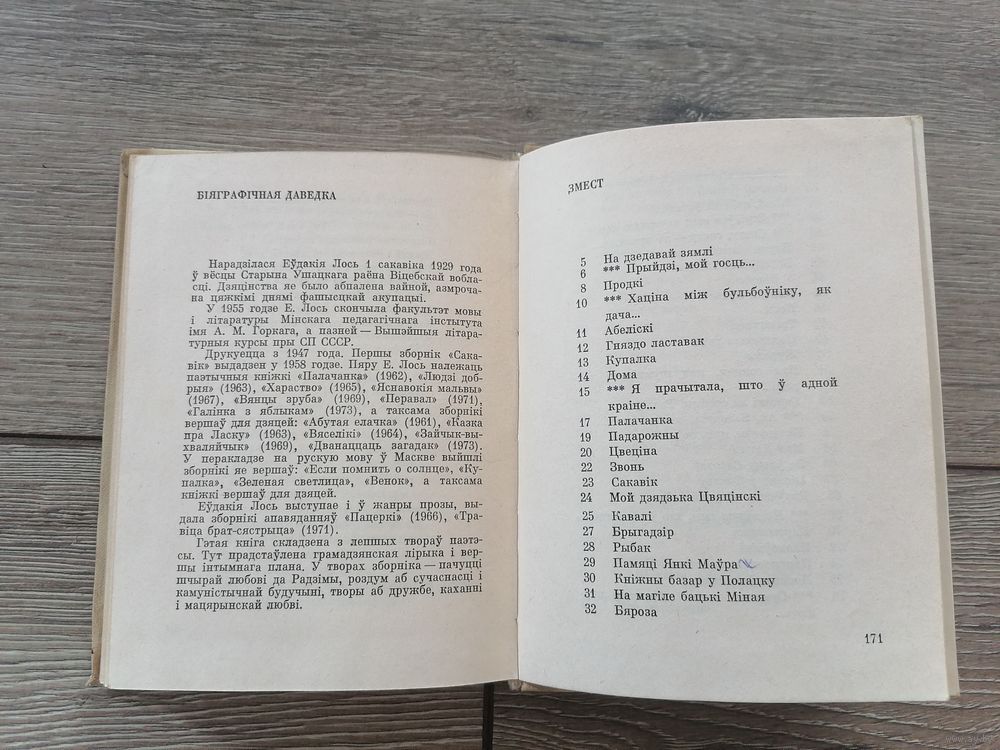 БІЯГРАФІЧНАЯ ДАВЕДКА
Нарадзілася Еўдакія Лось 1 сакавіка 1929 года
ў вёсцы Старына Ушацкага раёна Віцебскай вобла-
сці. Дзяцінства яе было абпалена вайной, азмрочана
цяжкімі днямі фашысцкай акупацыі.
У 1955 годзе Е. Лось скончыла факультэт мовы
і літаратуры Мінскага педагагічнага інстытута
імя А. М. Горкага, а пазней — Вышэйшыя літара-
турныя курсы пры СП СССР.
Друкуецца з 1947 года. Першы зборнік «Сака-
вік» выдадзен у 1958 годзе. Пяру Е. Лось належаць
паэтычныя кніжкі «Палачанка» (1962), «Людзі доб-
рыя» (1963), «Хараство» (1965), «Яснавокія мальвы»
(1967), «Вянцы зруба» (1969), «Перавал» (1971),
«Галінка з яблыкам» (1973), а таксама зборнікі
вершаў для дзяцей: «Абутая елачка» (1961), «Казка
пра Ласку» (1963), «Вяселікі» (1964), «Зайчык-вы-
хваляйчык» (1969), «Дванаццаць загадак» (1973).
У перакладзе на рускую мову ў Маскве выйшлі
зборнікі яе вершаў: «Если помнить о солнце», «Ку-
палка», «Зеленая светлица», «Венок», а таксама
кніжкі вершаў для дзяцей.
Еўдакія Лось выступае і ў жанры прозы, вы-
дала зборнікі апавяданняў «Пацеркі» (1966), «Тра-
віца брат-сястрыца» (1971).
Гэтая кніга складзена з лепшых твораў паэтэ-
сы. Тут прадстаўлена грамадзянская лірыка і вер-
шы інтымнага плана. У творах зборніка — пачуцці
шчырай любові да Радзімы, роздум аб сучаснасці і
камуністычнай будучыні, творы аб дружбе, каханні
і мацярынскай любві.
ЗМЕСТ
5 На дзедавай зямлі
6 *** Прыйдзі, мой госць...
8 Продкі
10 *** Хаціна між бульбоўніку, як
дача...
11 Абеліскі
12 Гняздо ластавак
13 Купалка
14 Дома
15 *** Я прачытала, што ў адной
краіне...
17 Палачанка
19 Падарожны
20 Цвеціна
22 Звонь
23 Сакавік
24 Мой дзядзька Цвяцінскі
25 Кавалі
27 Брыгадзір
28 Рыбак
29 Памяці Янкі Маўра
30 Кніжны базар у Полацку
31 На магіле бацькі Міная
32 Бяроза
171